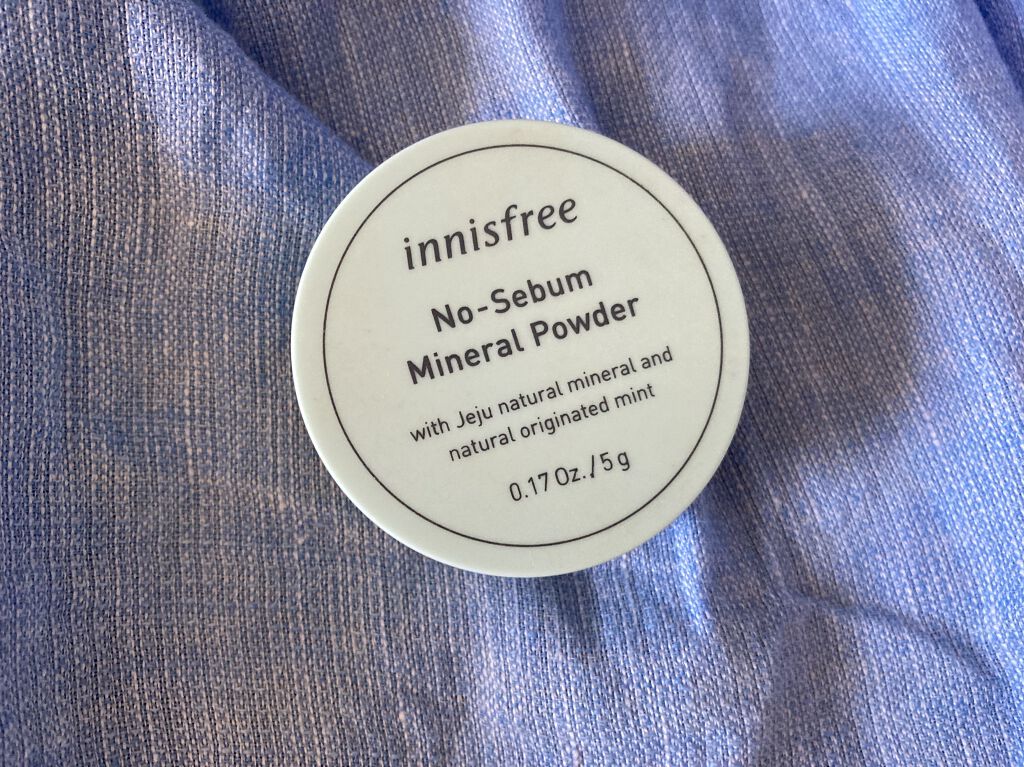 innisfree
No-Sebum
Mineral Powder
with Jeju natural mineral and
natural originated mint
0.17 Oz./5 g